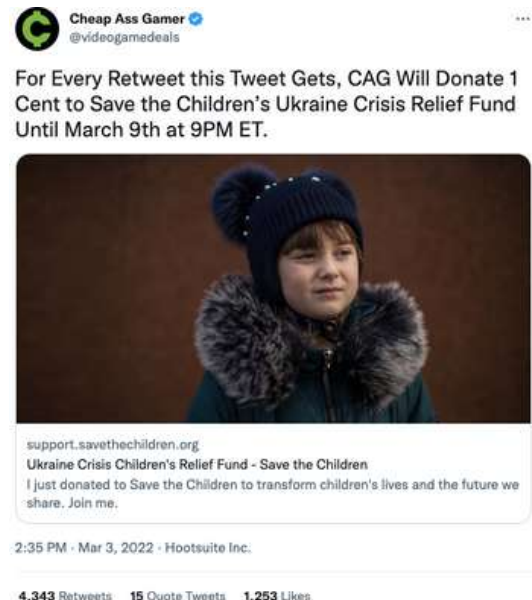 Cheap Ass Gamer
@videogamedeals
For Every Retweet this Tweet Gets, CAG Will Donate 1
Cent to Save the Children's Ukraine Crisis Relief Fund
Until March 9th at 9PM ET.
support.savethechildren.org
Ukraine Crisis Children's Relief Fund - Save the Children
I just donated to Save the Children to transform children's lives and the future we
share. Join me.
2:35 PM · Mar 3, 2022 · Hootsuite Inc.
4,343 Retweets 15 Quote Tweets 1,253 Likes